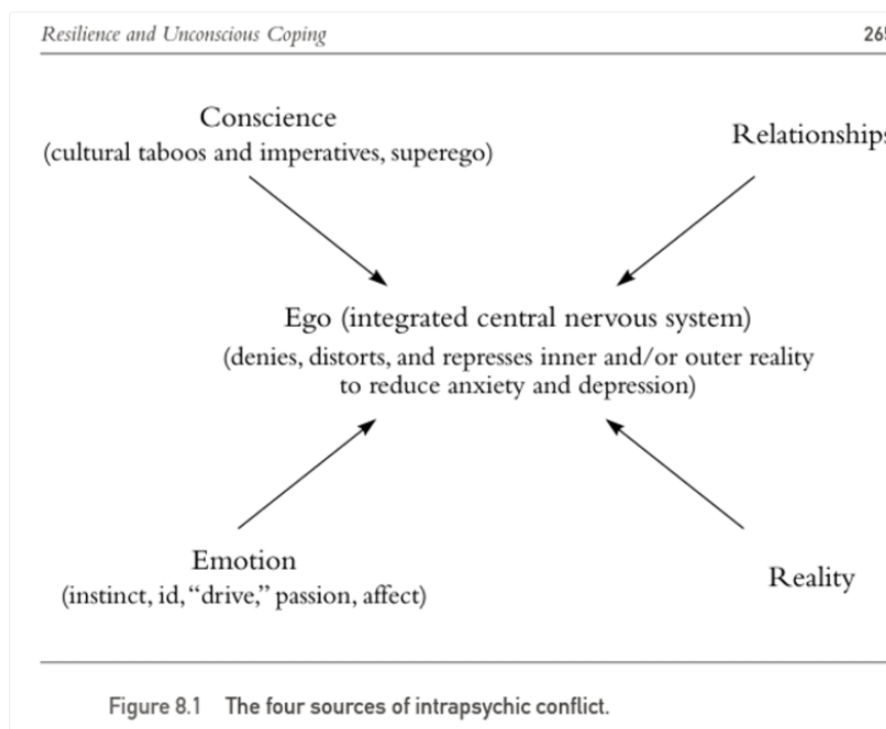 Resilience and Unconscious Coping 265
Conscience
(cultural taboos and imperatives, superego)
Relationships
Ego (integrated central nervous system)
(denies, distorts, and represses inner and/or outer reality
to reduce anxiety and depression)
Emotion
(instinct, id, “drive,” passion, affect)
Reality
Figure 8.1 The four sources of intrapsychic conflict.